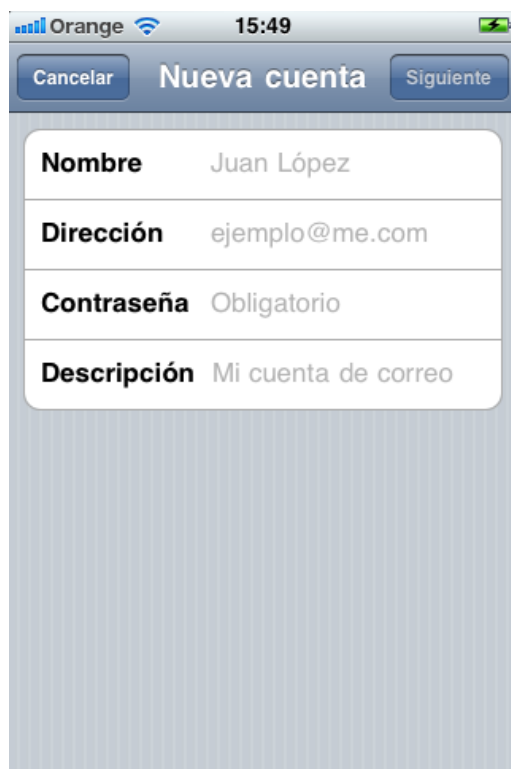 Orange 15:49
Cancelar Nueva cuenta Siguiente
Nombre Juan López
Dirección ejemplo@me.com
Contraseña Obligatorio
Descripción Mi cuenta de correo